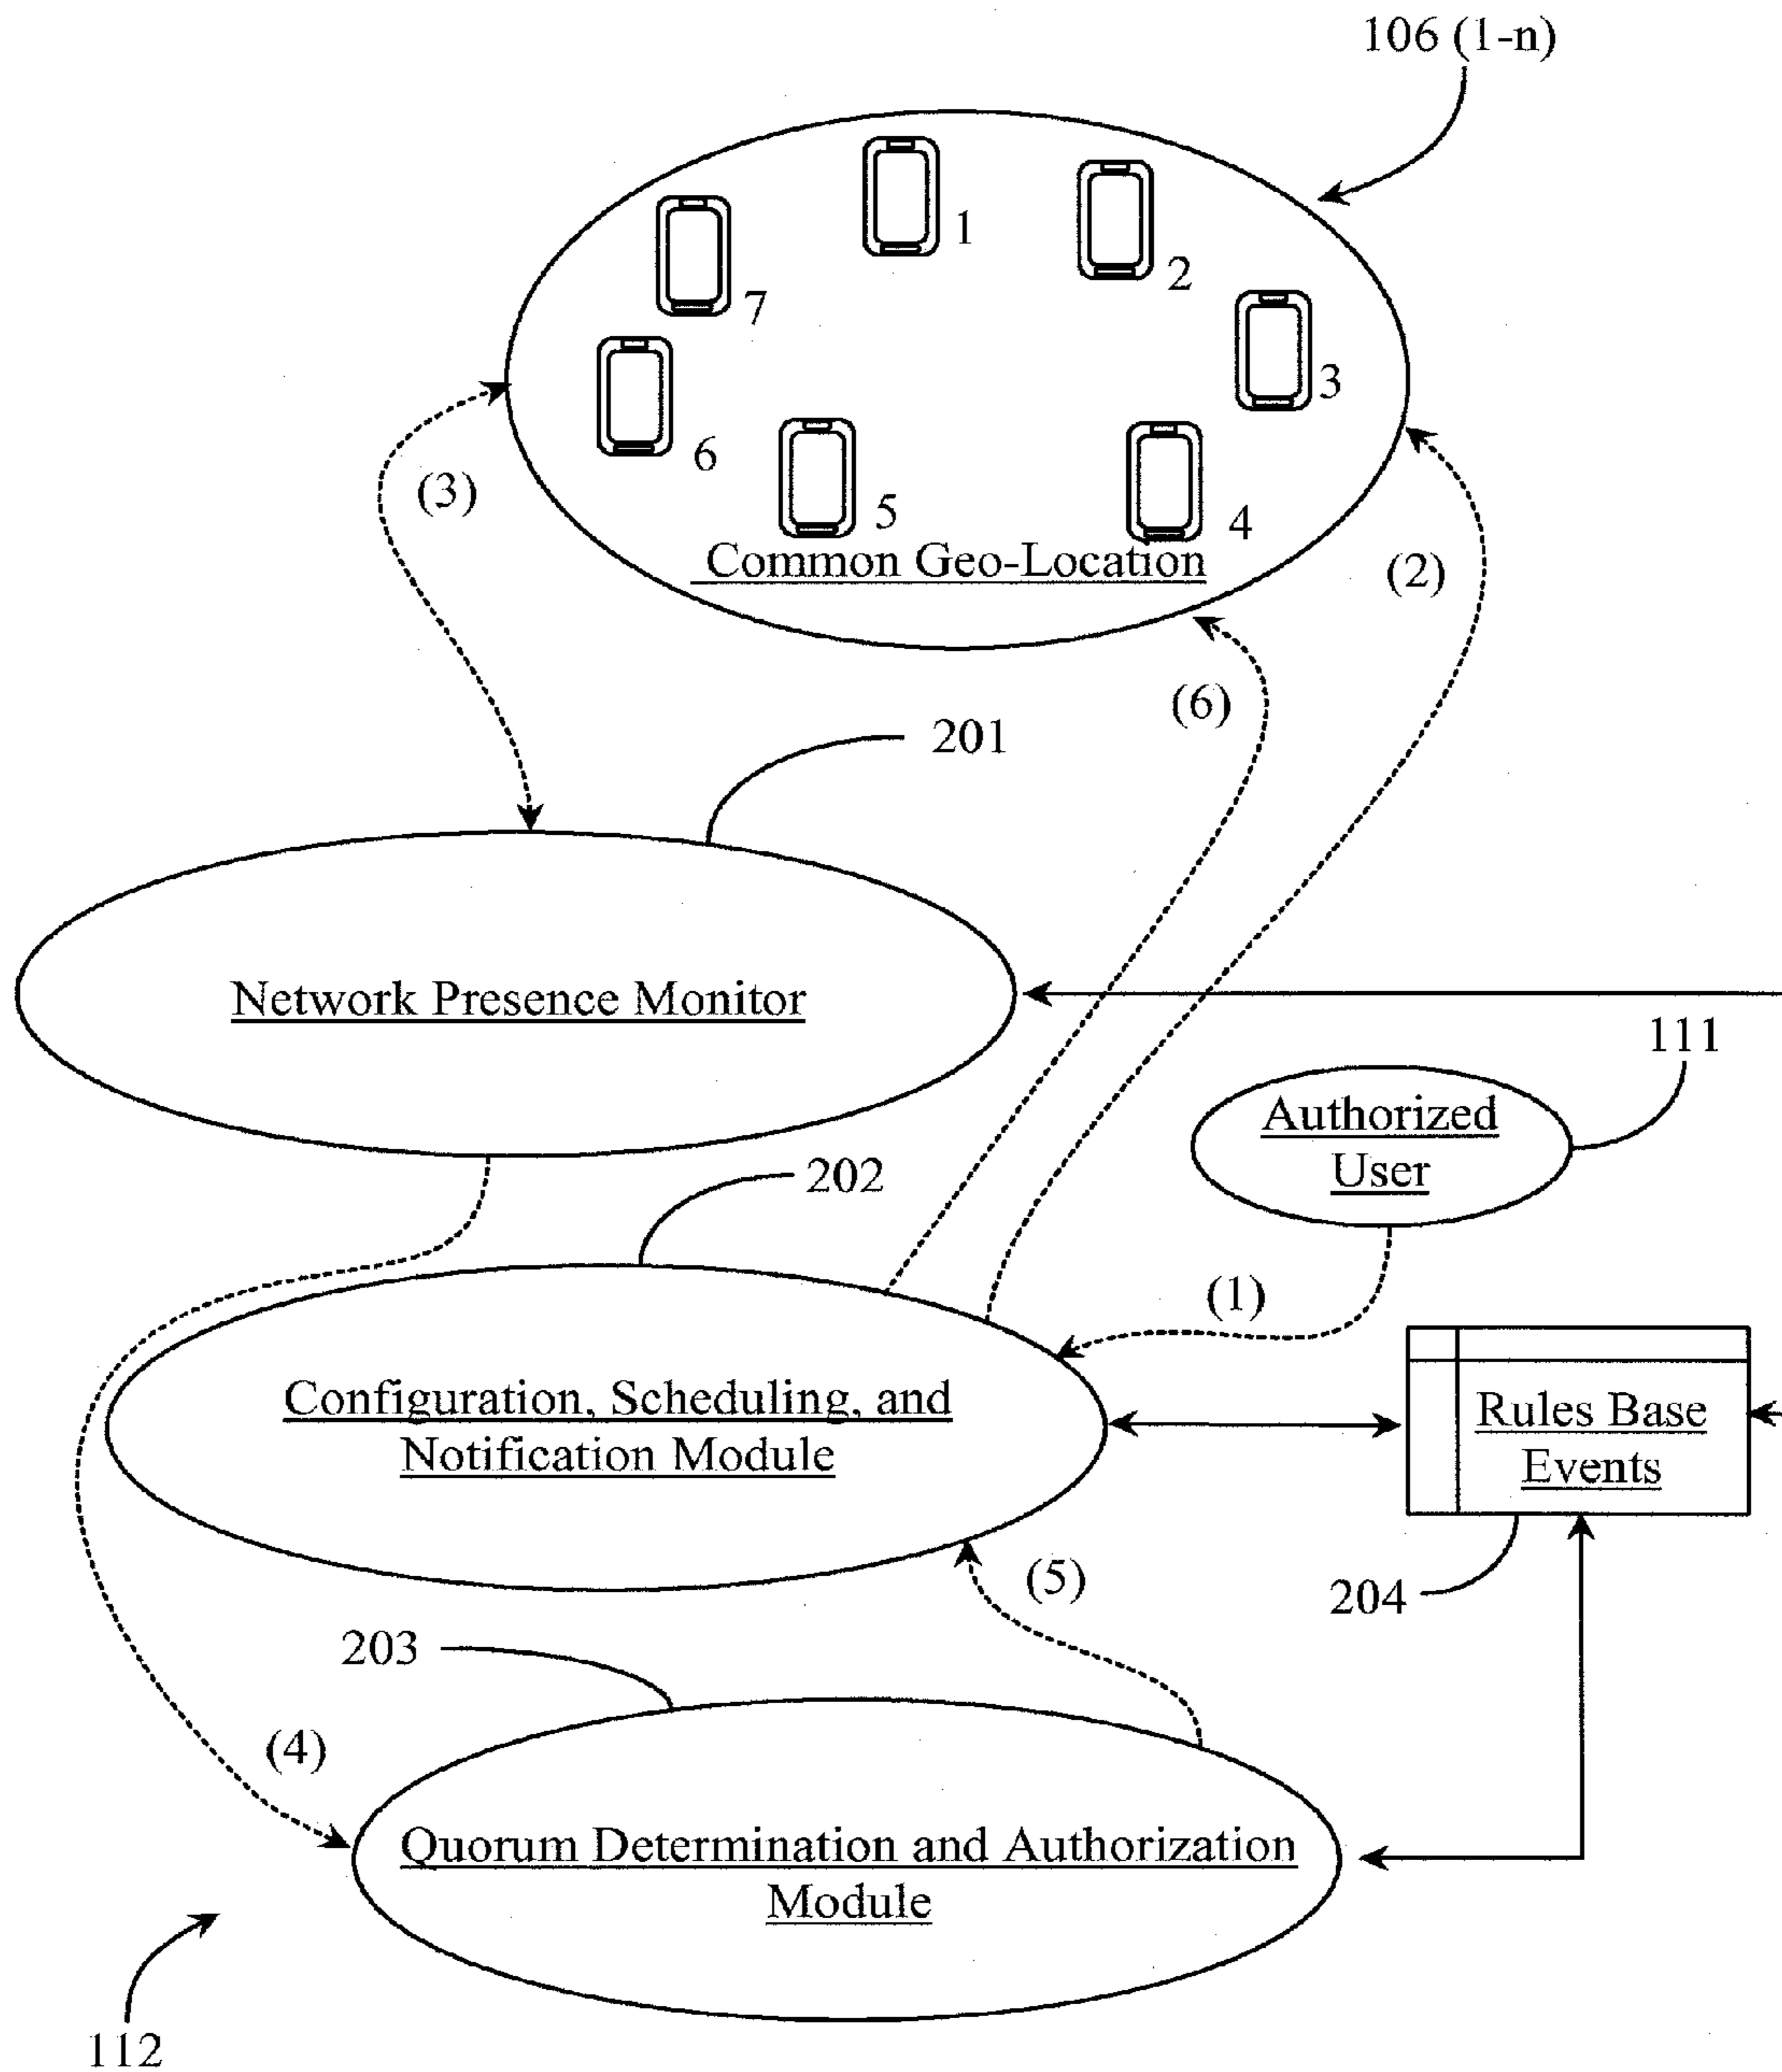 106 (1-n)
1
2
7
3
6
5
4
(3)
Common Geo-Location
(2)
(6)
201
Network Presence Monitor
111
Authorized
User
202
(1)
Configuration, Scheduling, and
Notification Module
Rules Base
Events
(5)
204
203
(4)
Quorum Determination and Authorization
Module
112